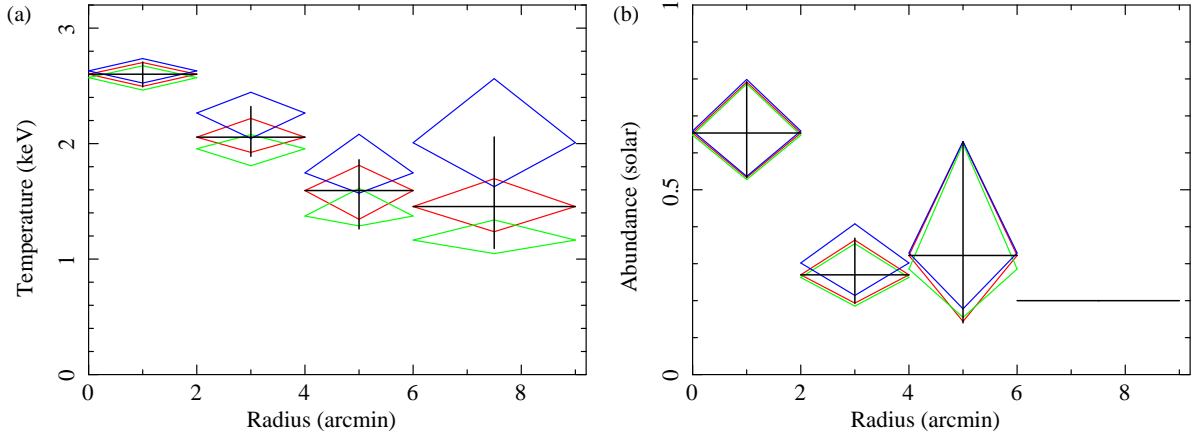 (a)
3
2
1
0
Temperature (keV)
0 2 4 6 8
Radius (arcmin)
(b)
1
0.5
0
Abundance (solar)
0 2 4 6 8
Radius (arcmin)